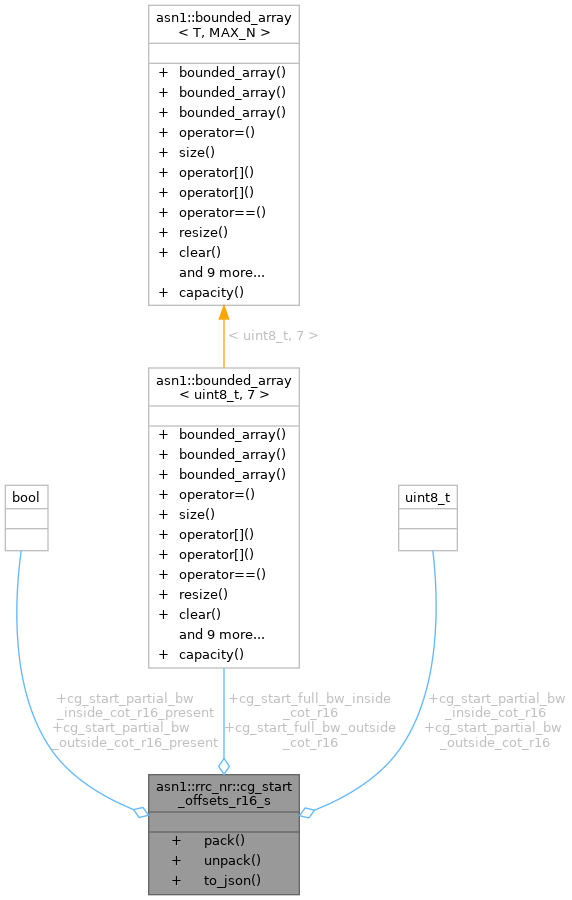 asn1::bounded_array
< T, MAX_N >
+ bounded_array()
+ bounded_array()
+ bounded_array()
+ operator=()
+ size()
+ operator[]()
+ operator[]()
+ operator==()
+ resize()
+ clear()
and 9 more...
+ capacity()
< uint8_t, 7 >
asn1::bounded_array
< uint8_t, 7 >
+ bounded_array()
+ bounded_array()
+ bounded_array()
+ operator=()
+ size()
+ operator[]()
+ operator[]()
+ operator==()
+ resize()
+ clear()
and 9 more...
+ capacity()
bool
uint8_t
+cg_start_partial_bw
_inside_cot_r16_present
+cg_start_partial_bw
_outside_cot_r16_present
+cg_start_full_bw_inside
_cot_r16
+cg_start_full_bw_outside
_cot_r16
+cg_start_partial_bw
_inside_cot_r16
+cg_start_partial_bw
_outside_cot_r16
asn1::rrc_nr::cg_start
_offsets_r16_s
+ pack()
+ unpack()
+ to_json()